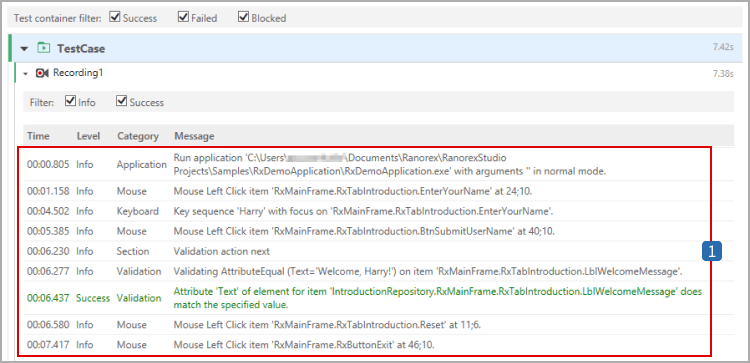 Test container filter: Success Failed Blocked
TestCase 7.42s
Recording1 7.38s
Filter: Info Success
Time Level Category Message
00:00.805 Info Application Run application 'C:\Users\ \Documents\Ranorex\RanorexStudio
Projects\Samples\RxDemoApplication\RxDemoApplication.exe' with arguments '' in normal mode.
00:01.158 Info Mouse Mouse Left Click item 'RxMainFrame.RxTabIntroduction.EnterYourName' at 24;10.
00:04.502 Info Keyboard Key sequence 'Harry' with focus on 'RxMainFrame.RxTabIntroduction.EnterYourName'.
00:05.385 Info Mouse Mouse Left Click item 'RxMainFrame.RxTabIntroduction.BtnSubmitUserName' at 40;10.
00:06.230 Info Section Validation action next
1
00:06.277 Info Validation Validating AttributeEqual (Text='Welcome, Harry!') on item 'RxMainFrame.RxTabIntroduction.LblWelcomeMessage'.
00:06.437 Success Validation Attribute 'Text' of element for item 'IntroductionRepository.RxMainFrame.RxTabIntroduction.LblWelcomeMessage' does
match the specified value.
00:06.580 Info Mouse Mouse Left Click item 'RxMainFrame.RxTabIntroduction.Reset' at 11;6.
00:07.417 Info Mouse Mouse Left Click item 'RxMainFrame.RxButtonExit' at 46;10.